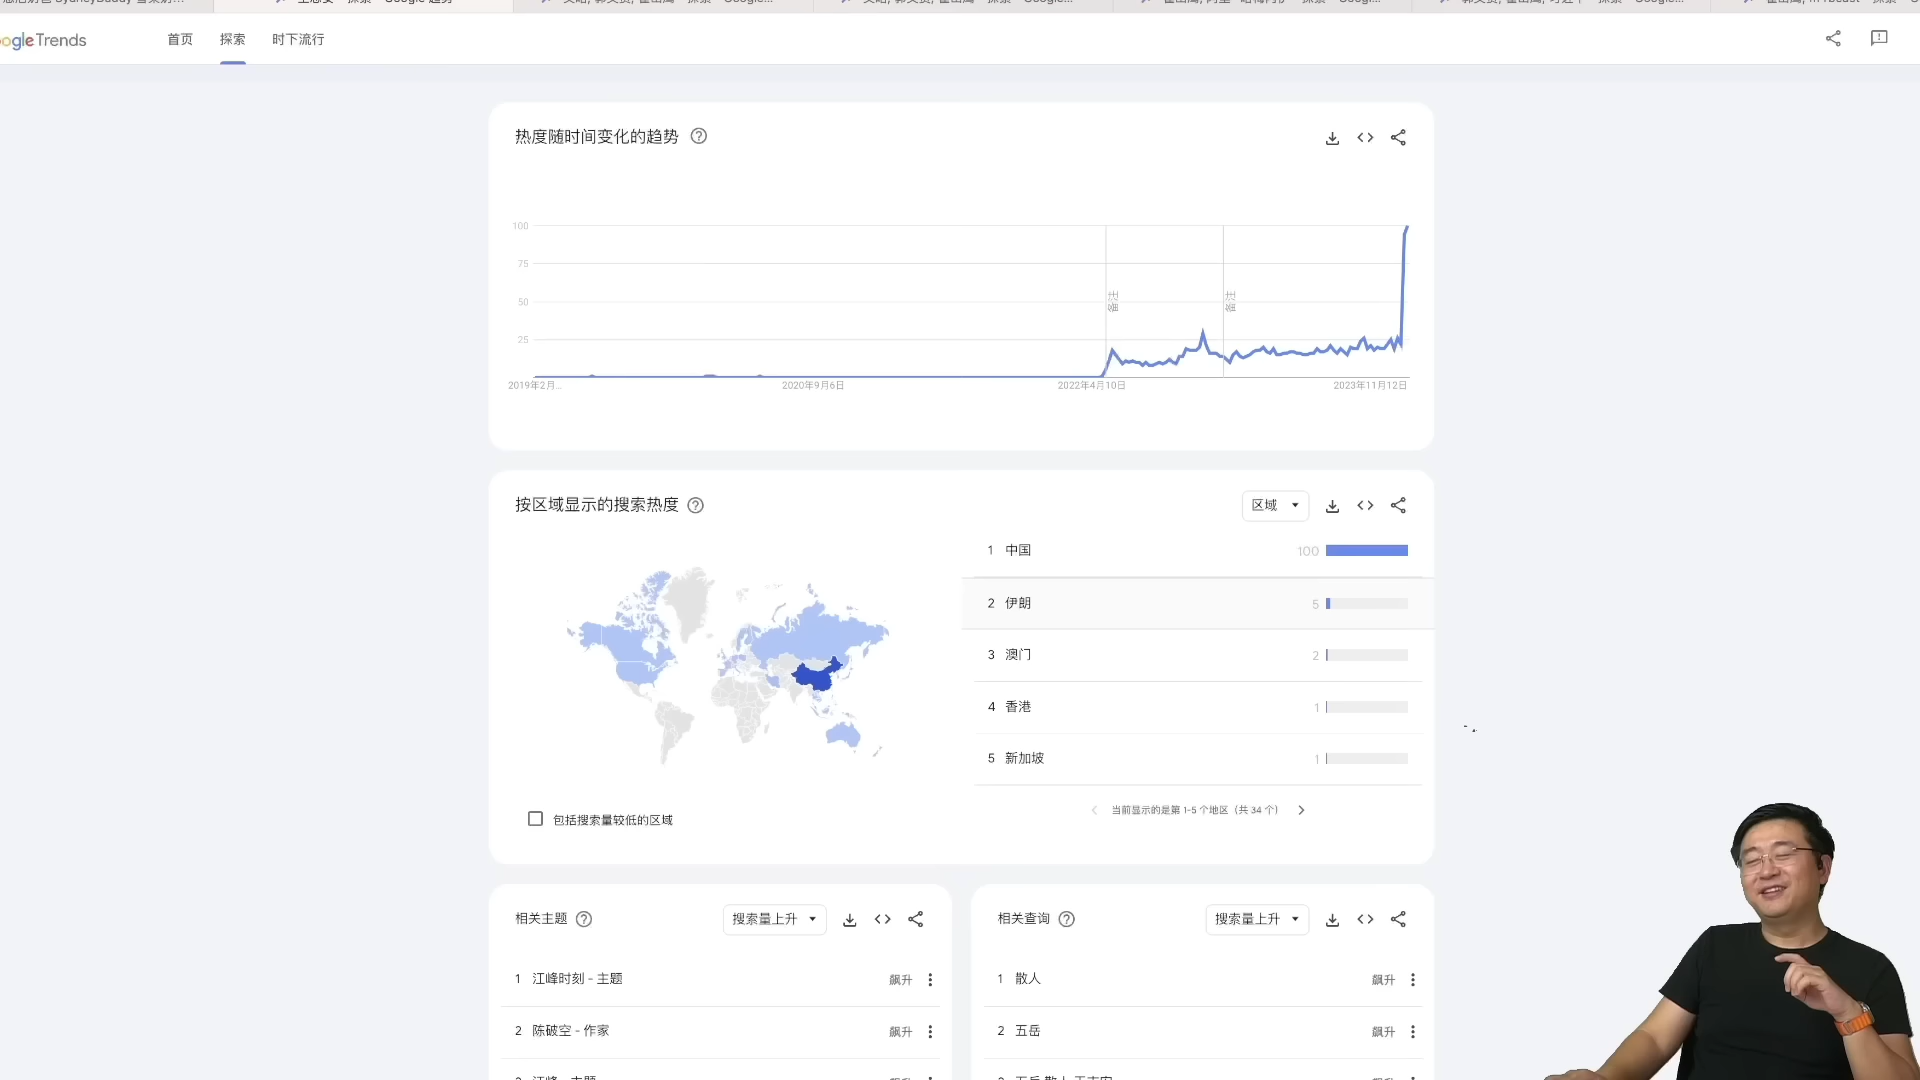 ogleTrends
首页
探索
时下流行
热度随时间变化的趋势
100
75
50
25
备注
备注
2019年2月...
2020年9月6日
2022年4月10日
2023年11月12日
按区域显示的搜索热度
区域
1 中国 100
2 伊朗 5
3 澳门 2
4 香港 1
5 新加坡 1
包括搜索量较低的区域
当前显示的是第 1-5 个地区（共 34 个）
相关主题
搜索量上升
1 江峰时刻 - 主题 飙升
2 陈破空 - 作家 飙升
相关查询
搜索量上升
1 散人 飙升
2 五岳 飙升